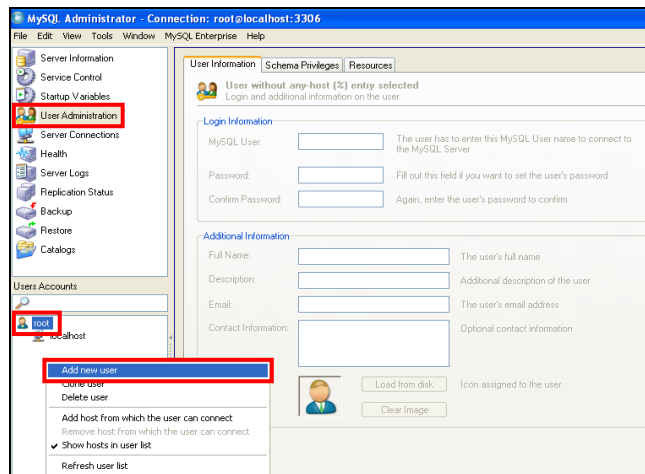 MySQL Administrator - Connection: root@localhost:3306
File Edit View Tools Window MySQL Enterprise Help
Server Information
Service Control
Startup Variables
User Administration
Server Connections
Health
Server Logs
Replication Status
Backup
Restore
Catalogs
Users Accounts
root
localhost
Add new user
Clone user
Delete user
Add host from which the user can connect
Remove host from which the user can connect
Show hosts in user list
Refresh user list
User Information Schema Privileges Resources
User without any-host (%) entry selected
Login and additional information on the user
Login Information
MySQL User:
The user has to enter this MySQL User name to connect to
the MySQL Server
Password:
Fill out this field if you want to set the user's password
Confirm Password:
Again, enter the user's password to confirm
Additional Information
Full Name:
The user's full name
Description:
Additional description of the user
Email:
The user's email address
Contact Information:
Optional contact information
Load from disk
Icon assigned to the user
Clear Image